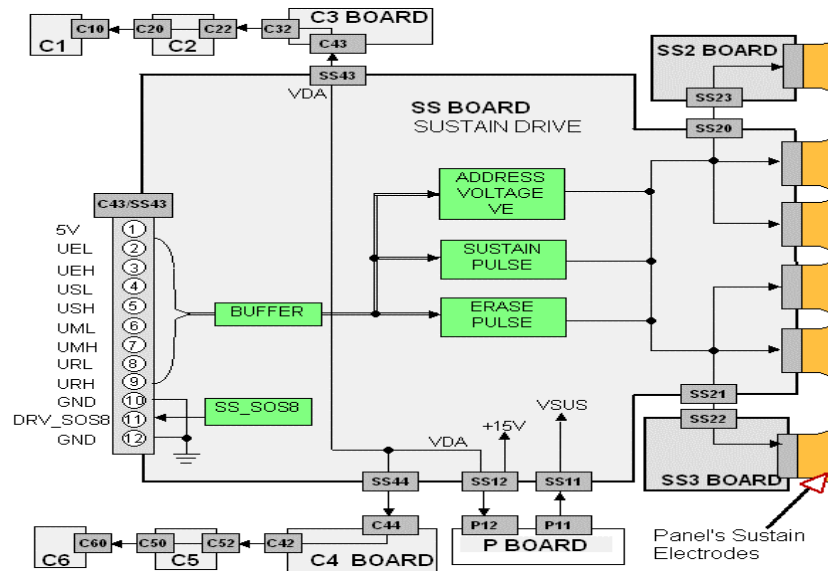 C3 BOARD
C10
C20
C22
C32
C1
C2
C43
SS43
VDA
SS BOARD
SUSTAIN DRIVE
SS2 BOARD
SS23
SS20
C43/SS43
5V 1
UEL 2
UEH 3
USL 4
USH 5
UML 6
UMH 7
URL 8
URH 9
GND 10
DRV_SOS8 11
GND 12
BUFFER
SS_SOS8
ADDRESS
VOLTAGE
VE
SUSTAIN
PULSE
ERASE
PULSE
VDA
+15V
VSUS
SS21
SS22
SS3 BOARD
SS44
SS12
SS11
C44
P12
P11
P BOARD
C60
C50
C52
C42
C6
C5
C4 BOARD
Panel's Sustain
Electrodes